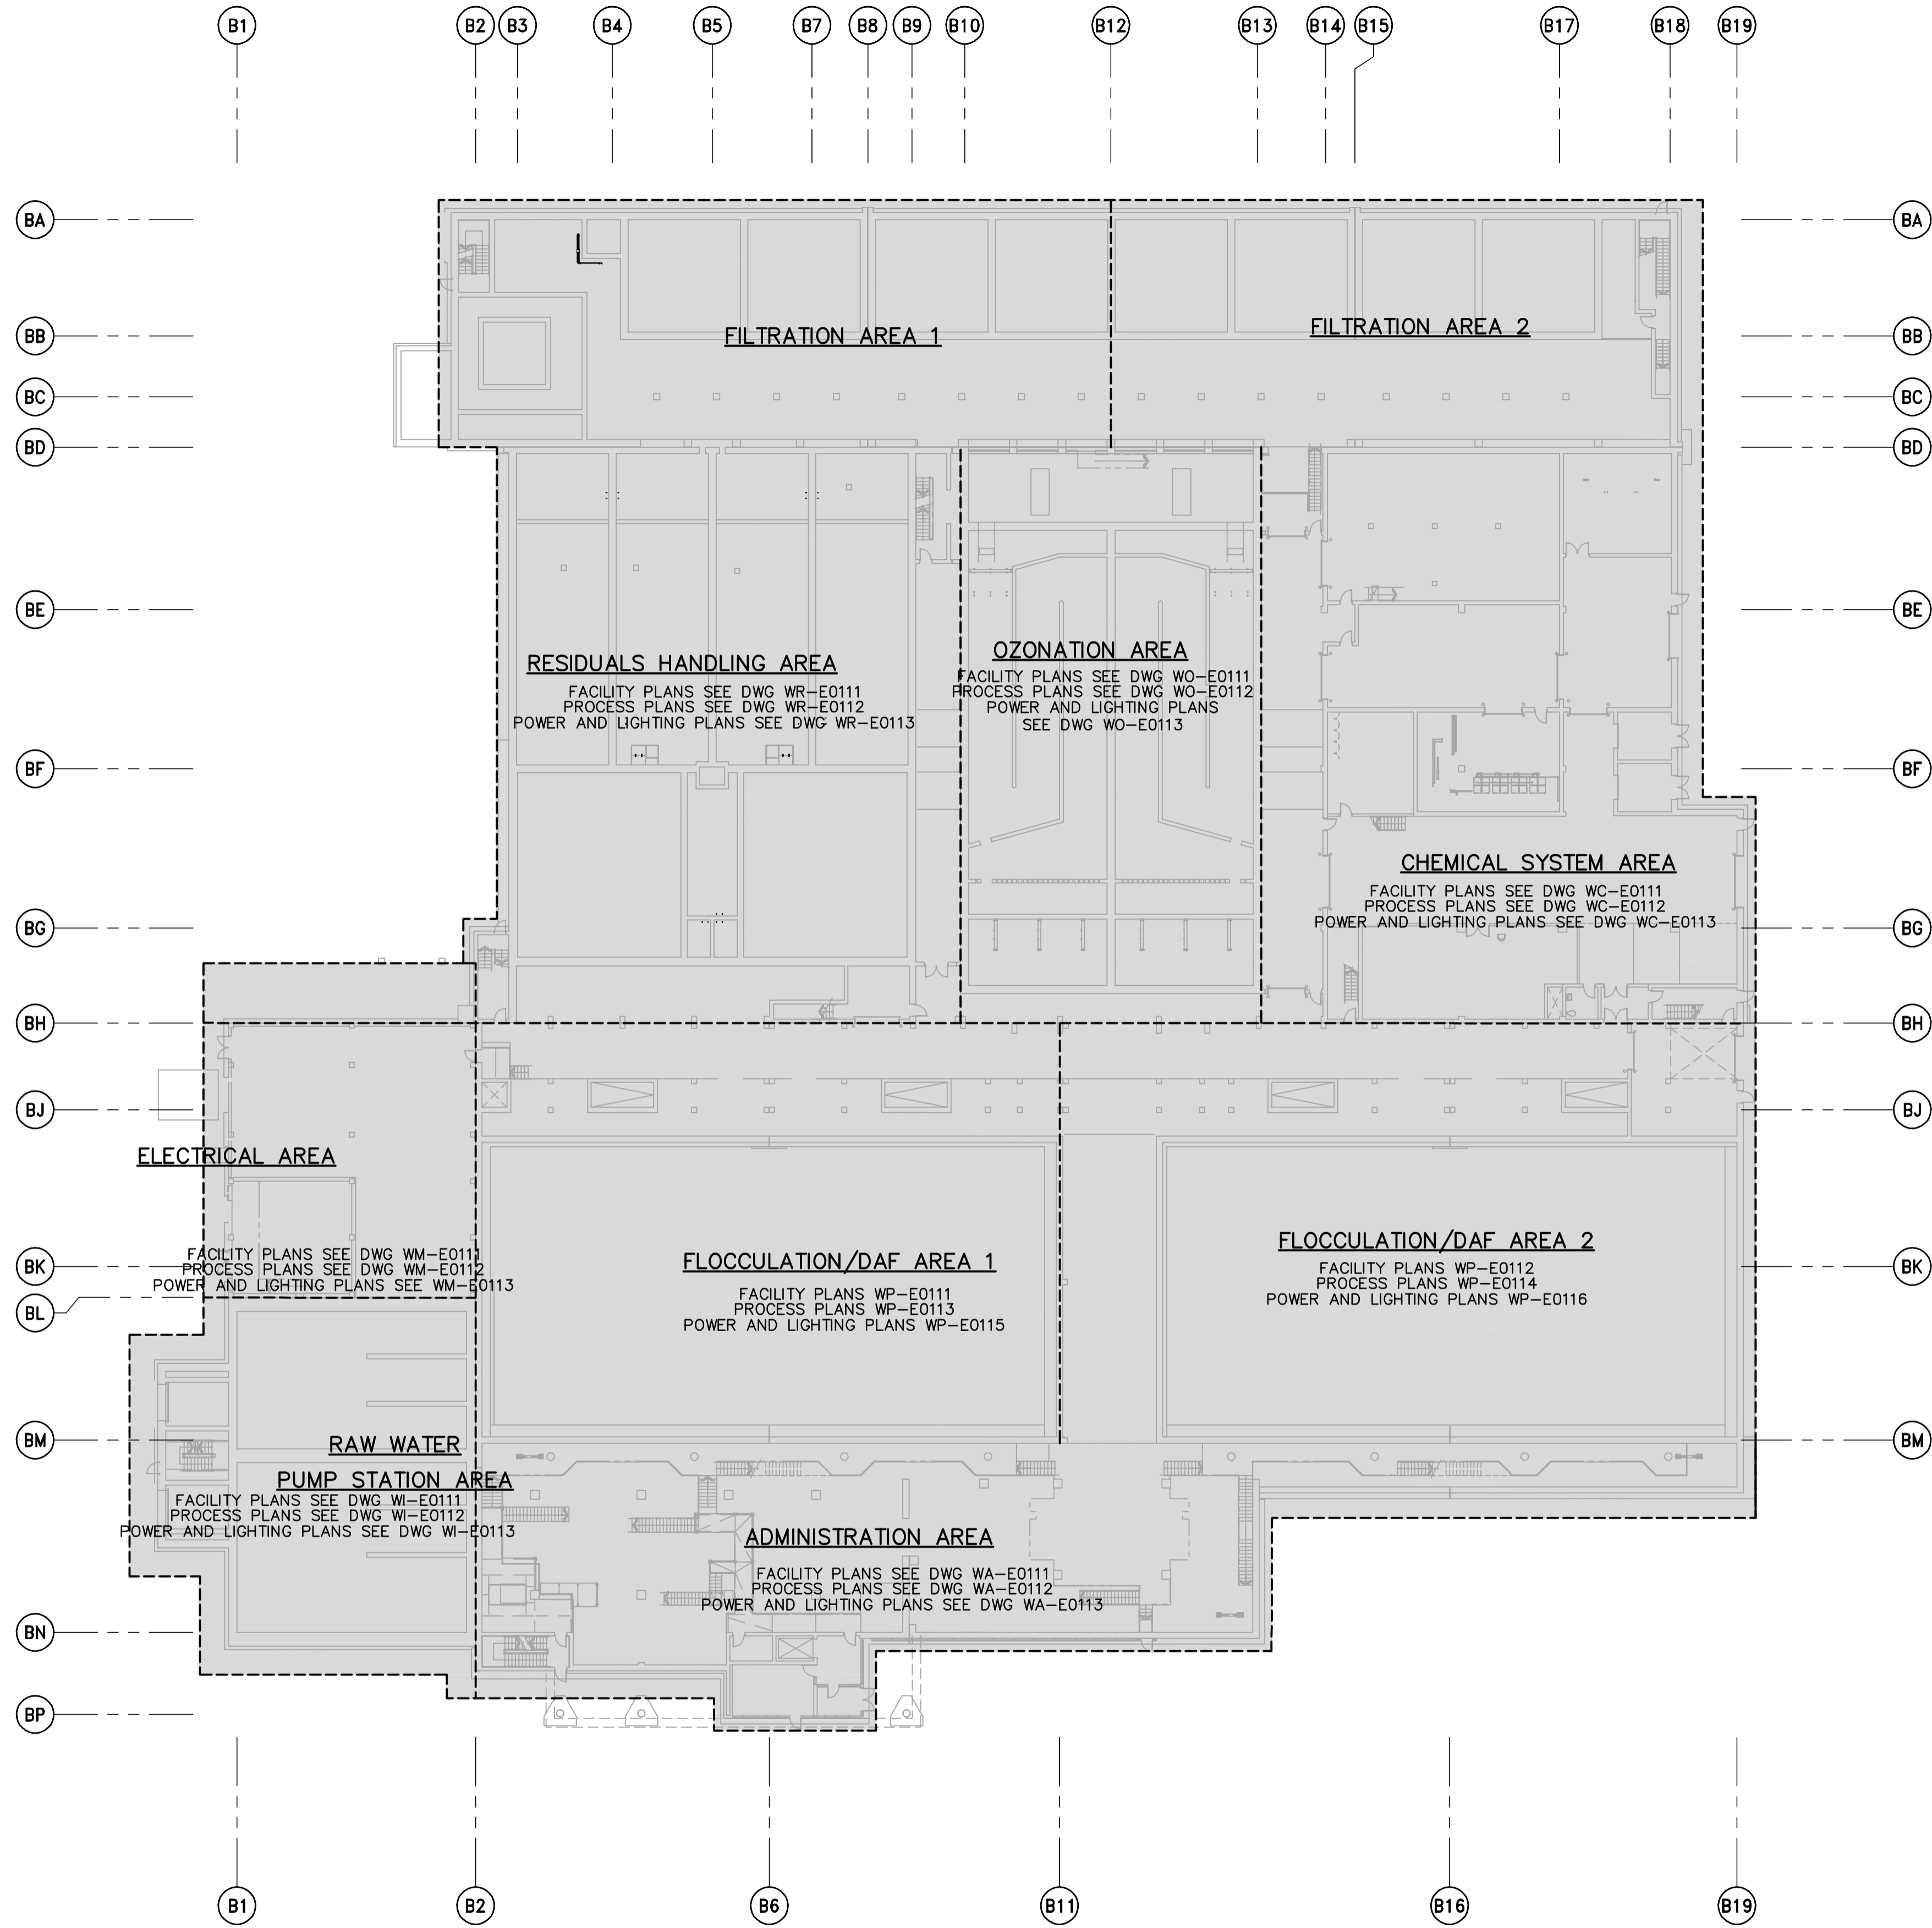 B1
B2
B3
B4
B5
B7
B8
B9
B10
B12
B13
B14
B15
B17
B18
B19
BA
BA
FILTRATION AREA 1
FILTRATION AREA 2
BB
BB
BC
BC
BD
BD
BE
BE
RESIDUALS HANDLING AREA
FACILITY PLANS SEE DWG WR-E0111
PROCESS PLANS SEE DWG WR-E0112
POWER AND LIGHTING PLANS SEE DWG WR-E0113
OZONATION AREA
FACILITY PLANS SEE DWG WO-E0111
PROCESS PLANS SEE DWG WO-E0112
POWER AND LIGHTING PLANS
SEE DWG WO-E0113
BF
BF
CHEMICAL SYSTEM AREA
FACILITY PLANS SEE DWG WC-E0111
PROCESS PLANS SEE DWG WC-E0112
POWER AND LIGHTING PLANS SEE DWG WC-E0113
BG
BG
BH
BH
BJ
BJ
ELECTRICAL AREA
FACILITY PLANS SEE DWG WM-E0111
PROCESS PLANS SEE DWG WM-E0112
POWER AND LIGHTING PLANS SEE WM-E0113
FLOCCULATION/DAF AREA 1
FACILITY PLANS WP-E0111
PROCESS PLANS WP-E0113
POWER AND LIGHTING PLANS WP-E0115
FLOCCULATION/DAF AREA 2
FACILITY PLANS WP-E0112
PROCESS PLANS WP-E0114
POWER AND LIGHTING PLANS WP-E0116
BK
BK
BL
BM
BM
RAW WATER
PUMP STATION AREA
FACILITY PLANS SEE DWG WI-E0111
PROCESS PLANS SEE DWG WI-E0112
POWER AND LIGHTING PLANS SEE DWG WI-E0113
ADMINISTRATION AREA
FACILITY PLANS SEE DWG WA-E0111
PROCESS PLANS SEE DWG WA-E0112
POWER AND LIGHTING PLANS SEE DWG WA-E0113
BN
BP
B1
B2
B6
B11
B16
B19